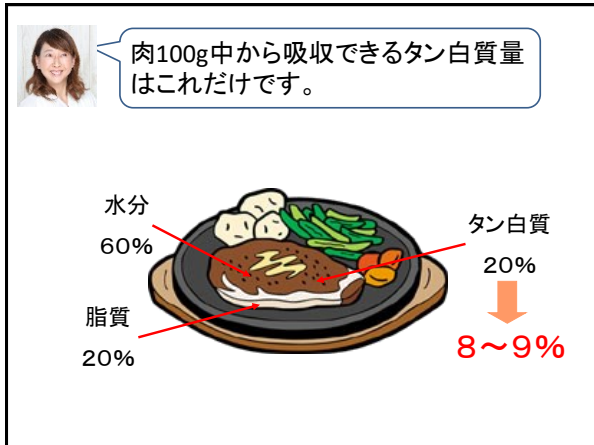 肉100g中から吸収できるタン白質量
はこれだけです。
水分
60%
タン白質
20%
脂質
20%
8～9%